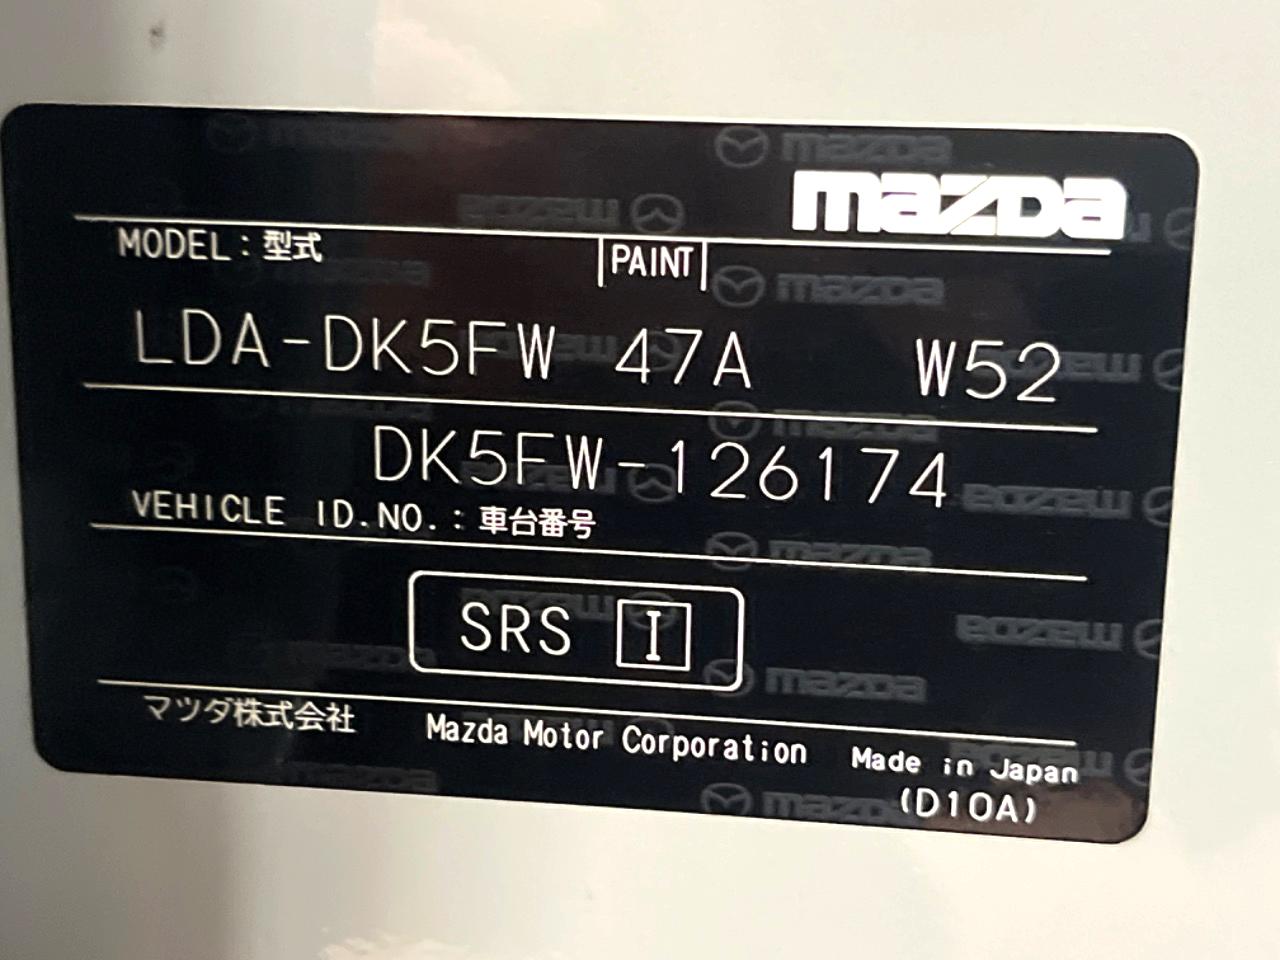 mazda
MODEL : 型式 PAINT
LDA-DK5FW 47A W52
DK5FW-126174
VEHICLE ID.NO. : 車台番号
SRS I
マツダ株式会社 Mazda Motor Corporation Made in Japan
(D10A)